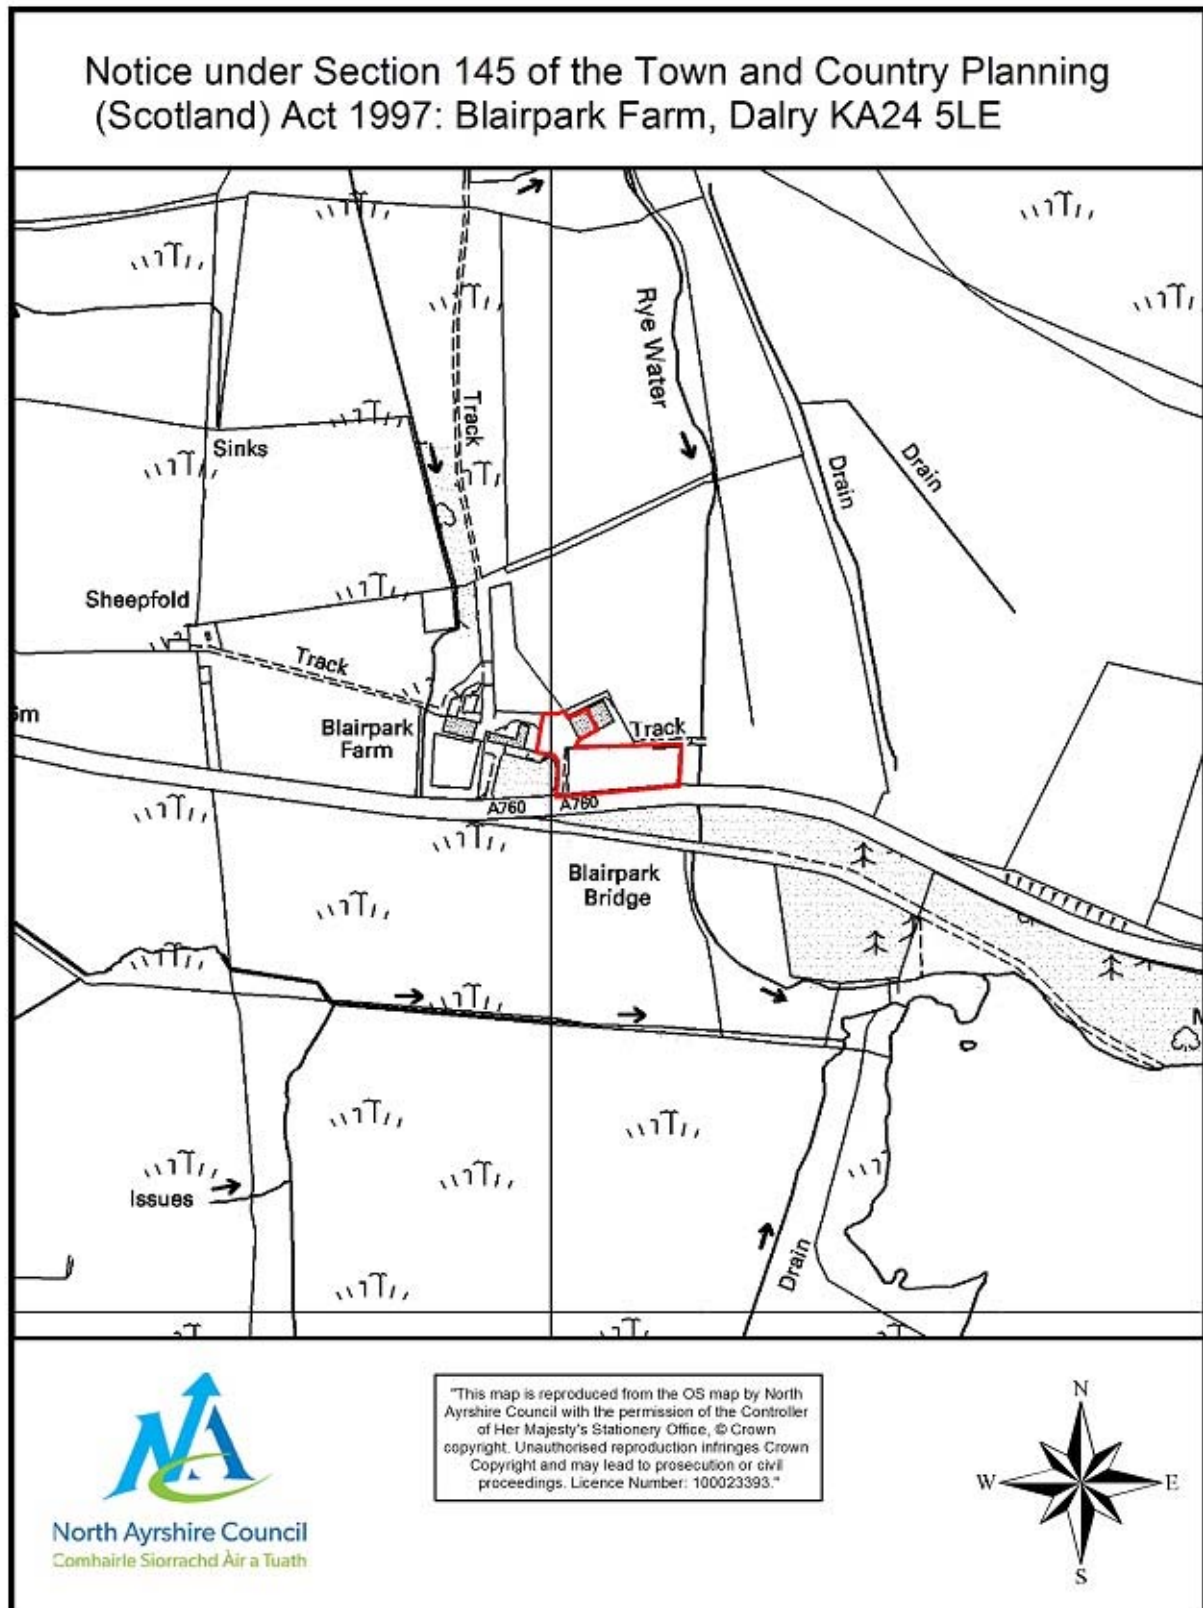 Notice under Section 145 of the Town and Country Planning
(Scotland) Act 1997: Blairpark Farm, Dalry KA24 5LE
Rye Water
Track
Sinks
Drain
Drain
Sheepfold
Track
Blairpark
Farm
Track
A760
A760
Blairpark
Bridge
Issues
Drain
North Ayrshire Council
Comhairle Siorrachd Àir a Tuath
"This map is reproduced from the OS map by North
Ayrshire Council with the permission of the Controller
of Her Majesty's Stationery Office, © Crown
copyright. Unauthorised reproduction infringes Crown
Copyright and may lead to prosecution or civil
proceedings. Licence Number: 100023393."
N
W
E
S